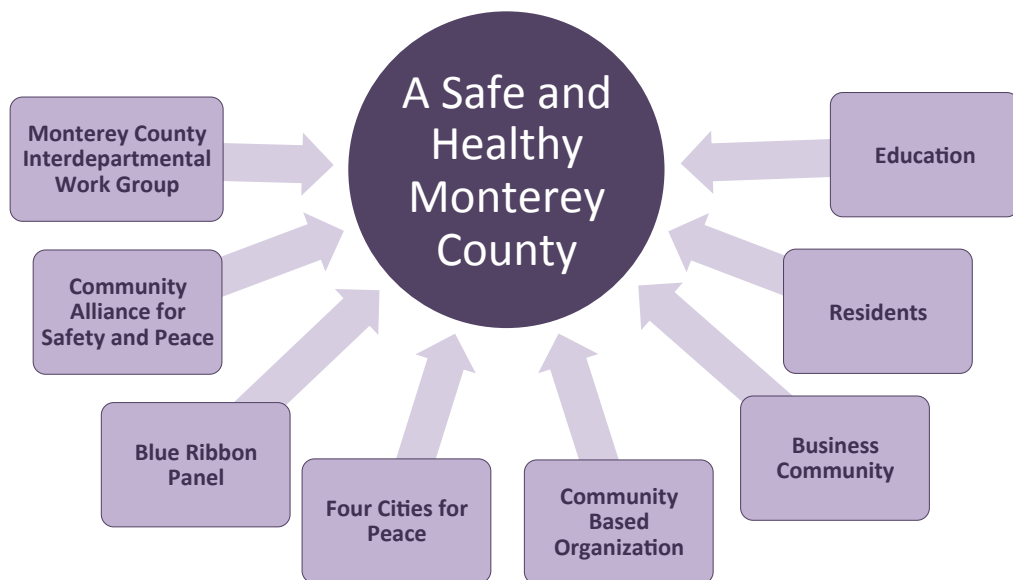 A Safe and
Healthy
Monterey
County
Monterey County
Interdepartmental
Work Group
Community
Alliance for
Safety and Peace
Blue Ribbon
Panel
Four Cities for
Peace
Community
Based
Organization
Business
Community
Residents
Education